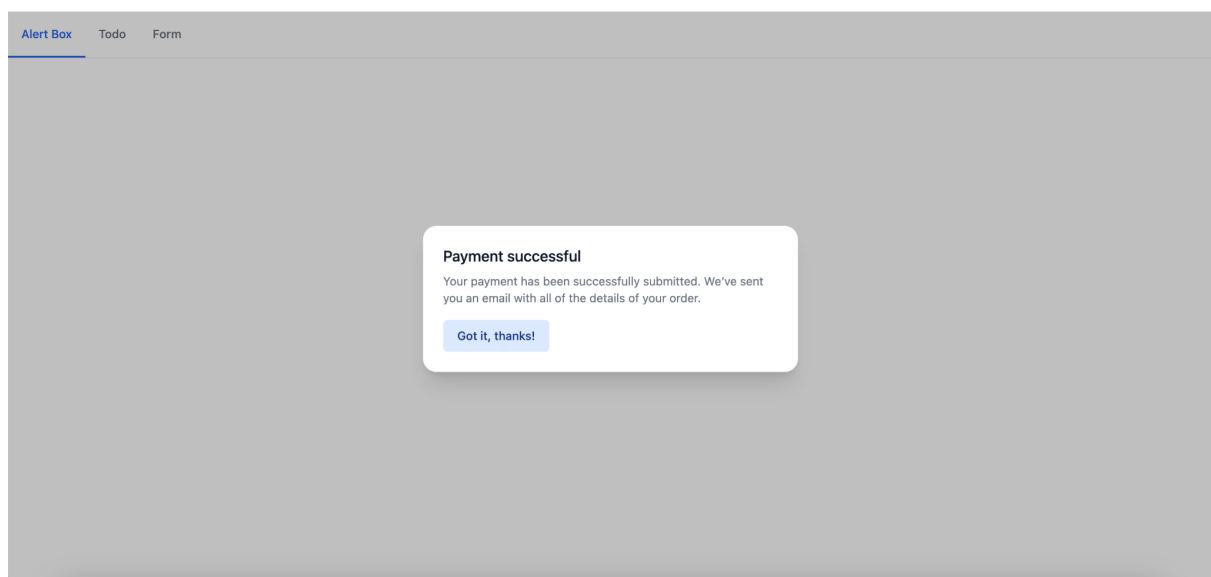 Alert Box Todo Form
Payment successful
Your payment has been successfully submitted. We’ve sent
you an email with all of the details of your order.
Got it, thanks!